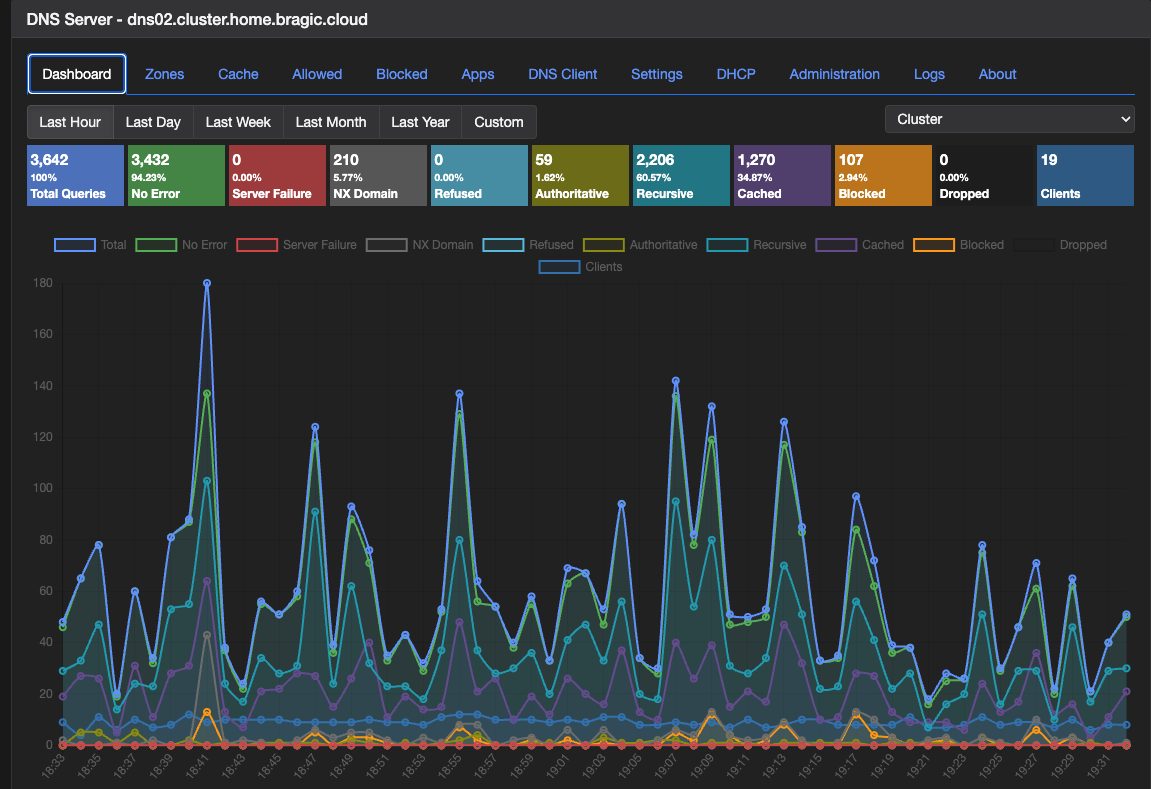 DNS Server - dns02.cluster.home.bragic.cloud
Dashboard Zones Cache Allowed Blocked Apps DNS Client Settings DHCP Administration Logs About
Last Hour Last Day Last Week Last Month Last Year Custom Cluster
3,642 3,432 0 210 0 59 2,206 1,270 107 0 19
100% 94.23% 0.00% 5.77% 0.00% 1.62% 60.57% 34.87% 2.94% 0.00%
Total Queries No Error Server Failure NX Domain Refused Authoritative Recursive Cached Blocked Dropped Clients
Total No Error Server Failure NX Domain Refused Authoritative Recursive Cached Blocked Dropped
Clients
180
160
140
120
100
80
60
40
20
0
18:33 18:35 18:37 18:39 18:41 18:43 18:45 18:47 18:49 18:51 18:53 18:55 18:57 18:59 19:01 19:03 19:05 19:07 19:09 19:11 19:13 19:15 19:17 19:19 19:21 19:23 19:25 19:27 19:29 19:31